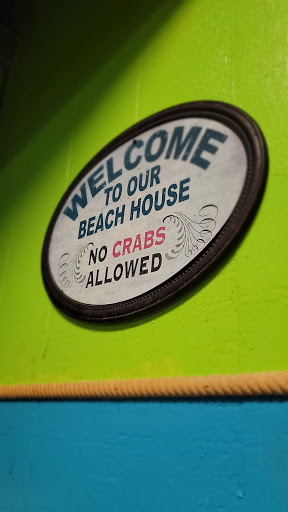 WELCOME
TO OUR
BEACH HOUSE
NO CRABS
ALLOWED